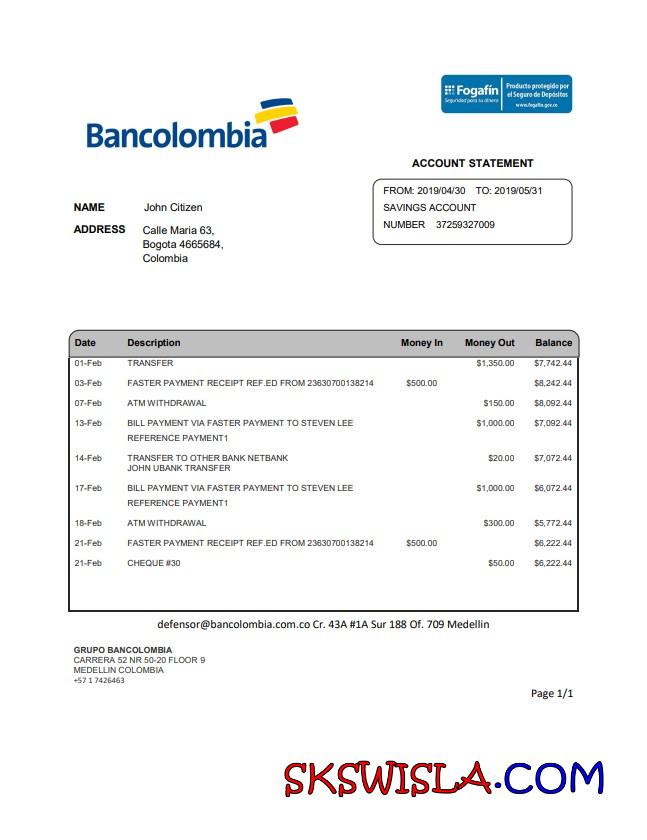 Fogafín
Seguridad para tu dinero
Producto protegido por
el Seguro de Depósitos
www.fogafin.gov.co
Bancolombia
ACCOUNT STATEMENT
FROM: 2019/04/30 TO: 2019/05/31
SAVINGS ACCOUNT
NUMBER 37259327009
NAME John Citizen
ADDRESS Calle Maria 63,
Bogota 4665684,
Colombia
Date Description Money In Money Out Balance
01-Feb TRANSFER $1,350.00 $7,742.44
03-Feb FASTER PAYMENT RECEIPT REF.ED FROM 23630700138214 $500.00 $8,242.44
07-Feb ATM WITHDRAWAL $150.00 $8,092.44
13-Feb BILL PAYMENT VIA FASTER PAYMENT TO STEVEN LEE $1,000.00 $7,092.44
REFERENCE PAYMENT1
14-Feb TRANSFER TO OTHER BANK NETBANK $20.00 $7,072.44
JOHN UBANK TRANSFER
17-Feb BILL PAYMENT VIA FASTER PAYMENT TO STEVEN LEE $1,000.00 $6,072.44
REFERENCE PAYMENT1
18-Feb ATM WITHDRAWAL $300.00 $5,772.44
21-Feb FASTER PAYMENT RECEIPT REF.ED FROM 23630700138214 $500.00 $6,222.44
21-Feb CHEQUE #30 $50.00 $6,222.44
defensor@bancolombia.com.co Cr. 43A #1A Sur 188 Of. 709 Medellin
GRUPO BANCOLOMBIA
CARRERA 52 NR 50-20 FLOOR 9
MEDELLIN COLOMBIA
+57 1 7426463
Page 1/1
SKSWISLA.COM